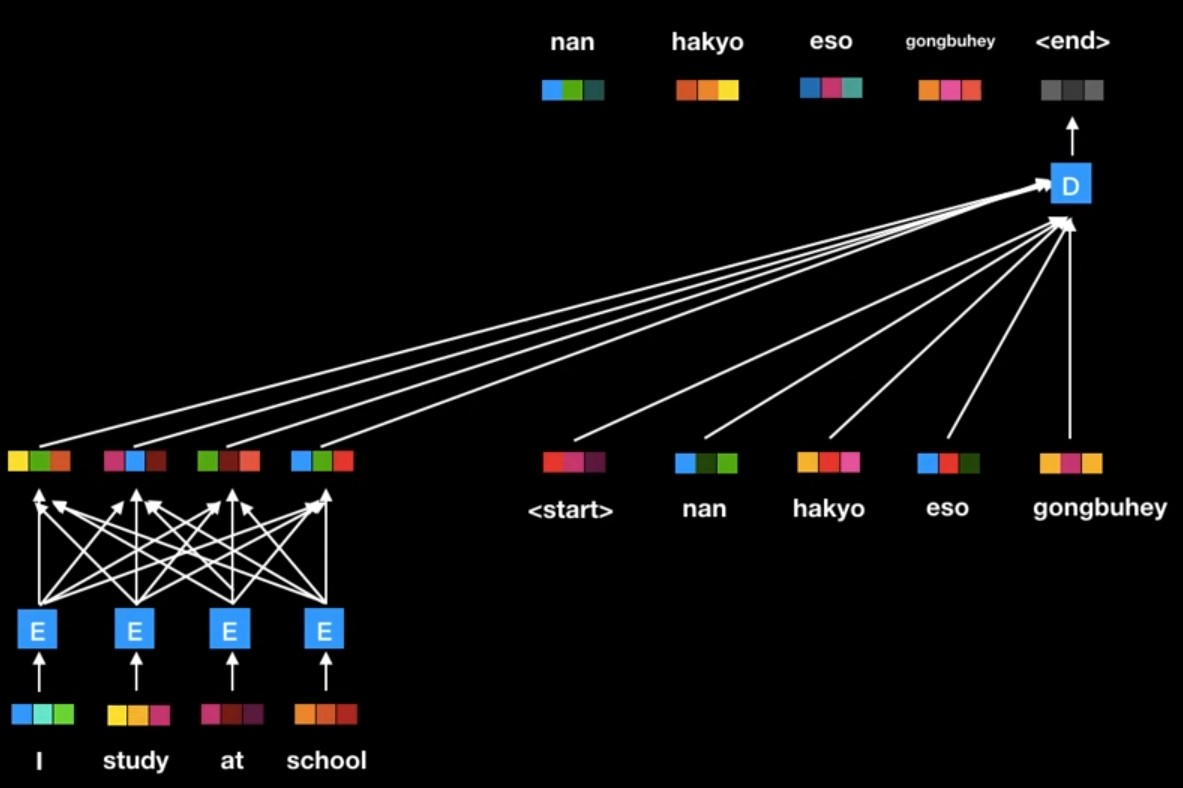 nan hakyo eso gongbuhey <end>
D
<start> nan hakyo eso gongbuhey
E E E E
I study at school